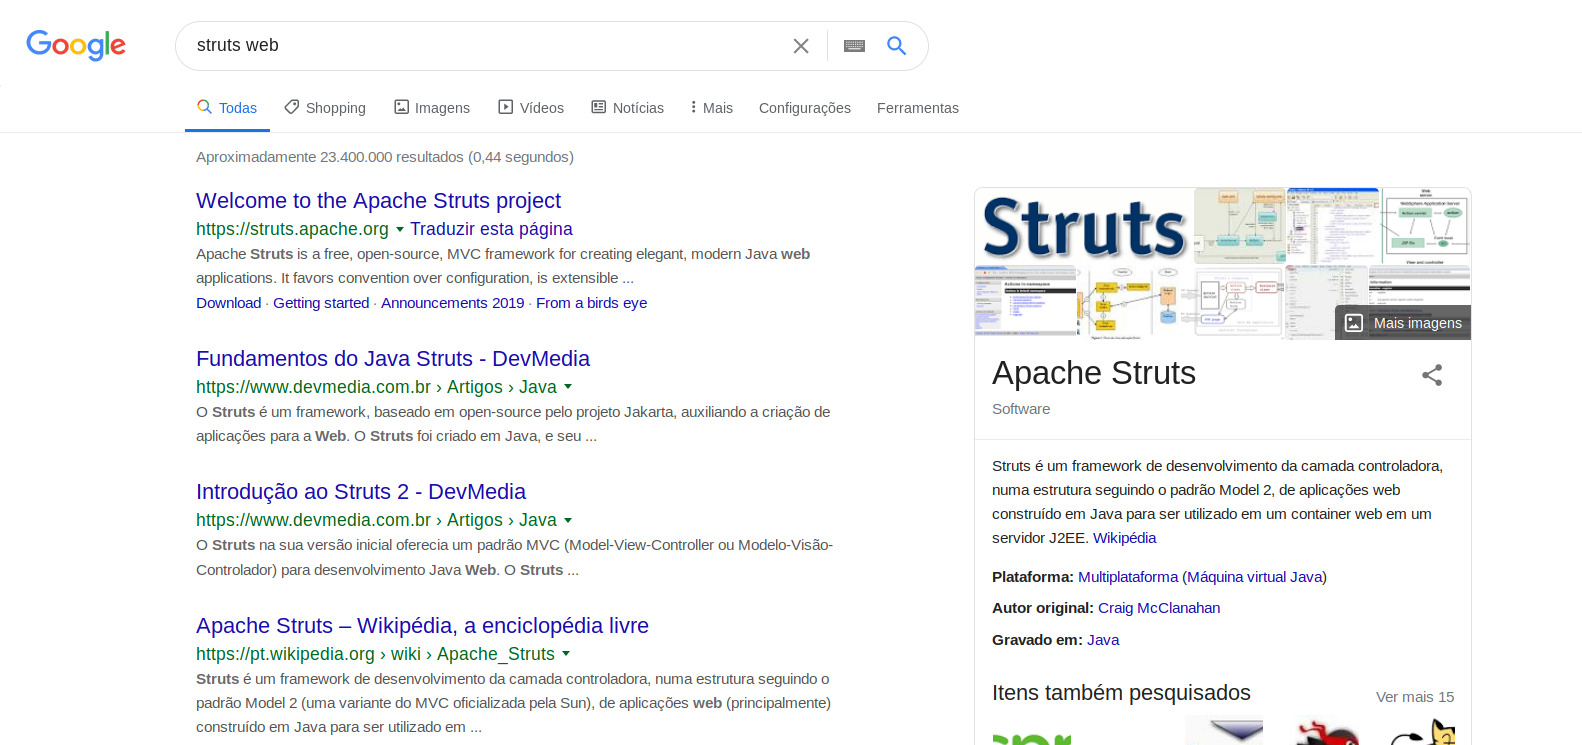 Google
struts web
Todas Shopping Imagens Vídeos Notícias Mais Configurações Ferramentas
Aproximadamente 23.400.000 resultados (0,44 segundos)
Welcome to the Apache Struts project
https://struts.apache.org Traduzir esta página
Apache Struts is a free, open-source, MVC framework for creating elegant, modern Java web
applications. It favors convention over configuration, is extensible ...
Download · Getting started · Announcements 2019 · From a birds eye
Fundamentos do Java Struts - DevMedia
https://www.devmedia.com.br › Artigos › Java
O Struts é um framework, baseado em open-source pelo projeto Jakarta, auxiliando a criação de
aplicações para a Web. O Struts foi criado em Java, e seu ...
Introdução ao Struts 2 - DevMedia
https://www.devmedia.com.br › Artigos › Java
O Struts na sua versão inicial oferecia um padrão MVC (Model-View-Controller ou Modelo-Visão-
Controlador) para desenvolvimento Java Web. O Struts ...
Apache Struts – Wikipédia, a enciclopédia livre
https://pt.wikipedia.org › wiki › Apache_Struts
Struts é um framework de desenvolvimento da camada controladora, numa estrutura seguindo o
padrão Model 2 (uma variante do MVC oficializada pela Sun), de aplicações web (principalmente)
construído em Java para ser utilizado em ...
Struts
Mais imagens
Apache Struts
Software
Struts é um framework de desenvolvimento da camada controladora,
numa estrutura seguindo o padrão Model 2, de aplicações web
construído em Java para ser utilizado em um container web em um
servidor J2EE. Wikipédia
Plataforma: Multiplataforma (Máquina virtual Java)
Autor original: Craig McClanahan
Gravado em: Java
Itens também pesquisados
Ver mais 15